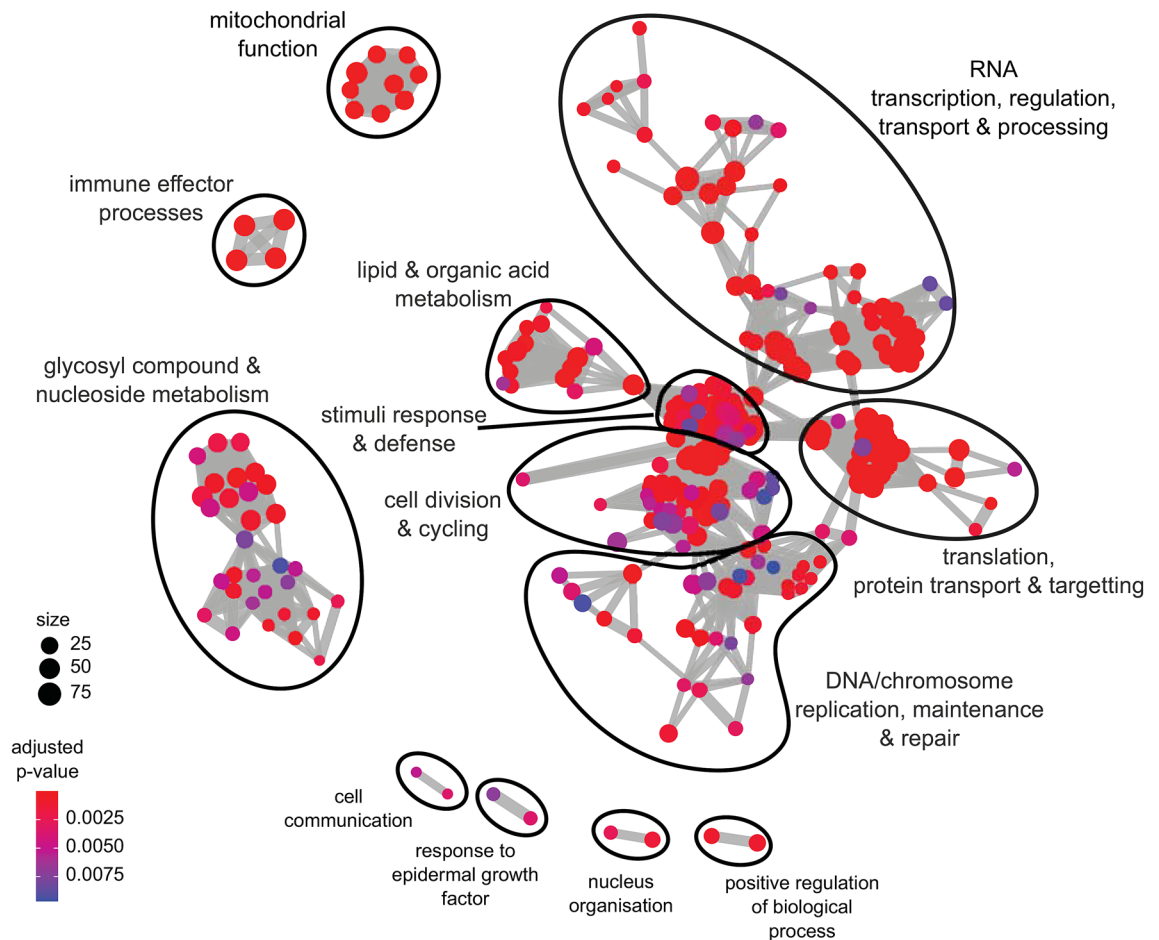 mitochondrial
function
RNA
transcription, regulation,
transport & processing
immune effector
processes
lipid & organic acid
metabolism
glycosyl compound &
nucleoside metabolism
stimuli response
& defense
cell division
& cycling
translation,
protein transport & targetting
size
25
50
75
DNA/chromosome
replication, maintenance
& repair
adjusted
p-value
0.0025
0.0050
0.0075
cell
communication
response to
epidermal growth
factor
nucleus
organisation
positive regulation
of biological
process